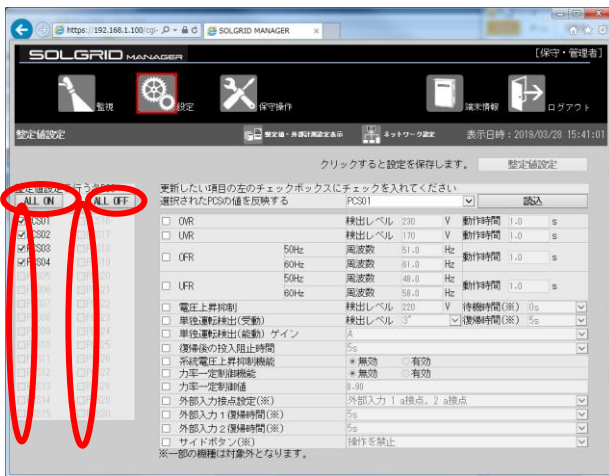 https://192.168.1.100/cgi-
SOLGRID MANAGER
SOLGRID MANAGER
[保守・管理者]
監視
設定
保守操作
端末情報
ログアウト
整定値設定
整定値・外部計測設定表示
ネットワーク設定
表示日時：2019/03/28 15:41:01
クリックすると設定を保存します。
整定値設定
ALL ON
ALL OFF
更新したい項目の左のチェックボックスにチェックを入れてください
選択されたPCSの値を反映する
PCS01
読込
PCS02
PCS03
PCS04
OVR 検出レベル 230 V 動作時間 1.0 s
UVR 検出レベル 170 V 動作時間 1.0 s
OFR 50Hz 周波数 51.0 Hz 動作時間 1.0 s
60Hz 周波数 61.0 Hz
UFR 50Hz 周波数 48.0 Hz 動作時間 1.0 s
60Hz 周波数 58.0 Hz
電圧上昇抑制 検出レベル 220 V 待機時間(※) 0s
単独運転検出(受動) 検出レベル 3° 復帰時間(※) 5s
単独運転検出(能動) ゲイン A
復帰後の投入阻止時間 5s
系統電圧上昇抑制機能 無効 有効
力率一定制御機能 無効 有効
力率一定制御値 0.90
外部入力接点設定(※) 外部入力 1 a接点, 2 a接点
外部入力1復帰時間(※) 5s
外部入力2復帰時間(※) 5s
サイドボタン(※) 操作を禁止
※一部の機種は対象外となります。